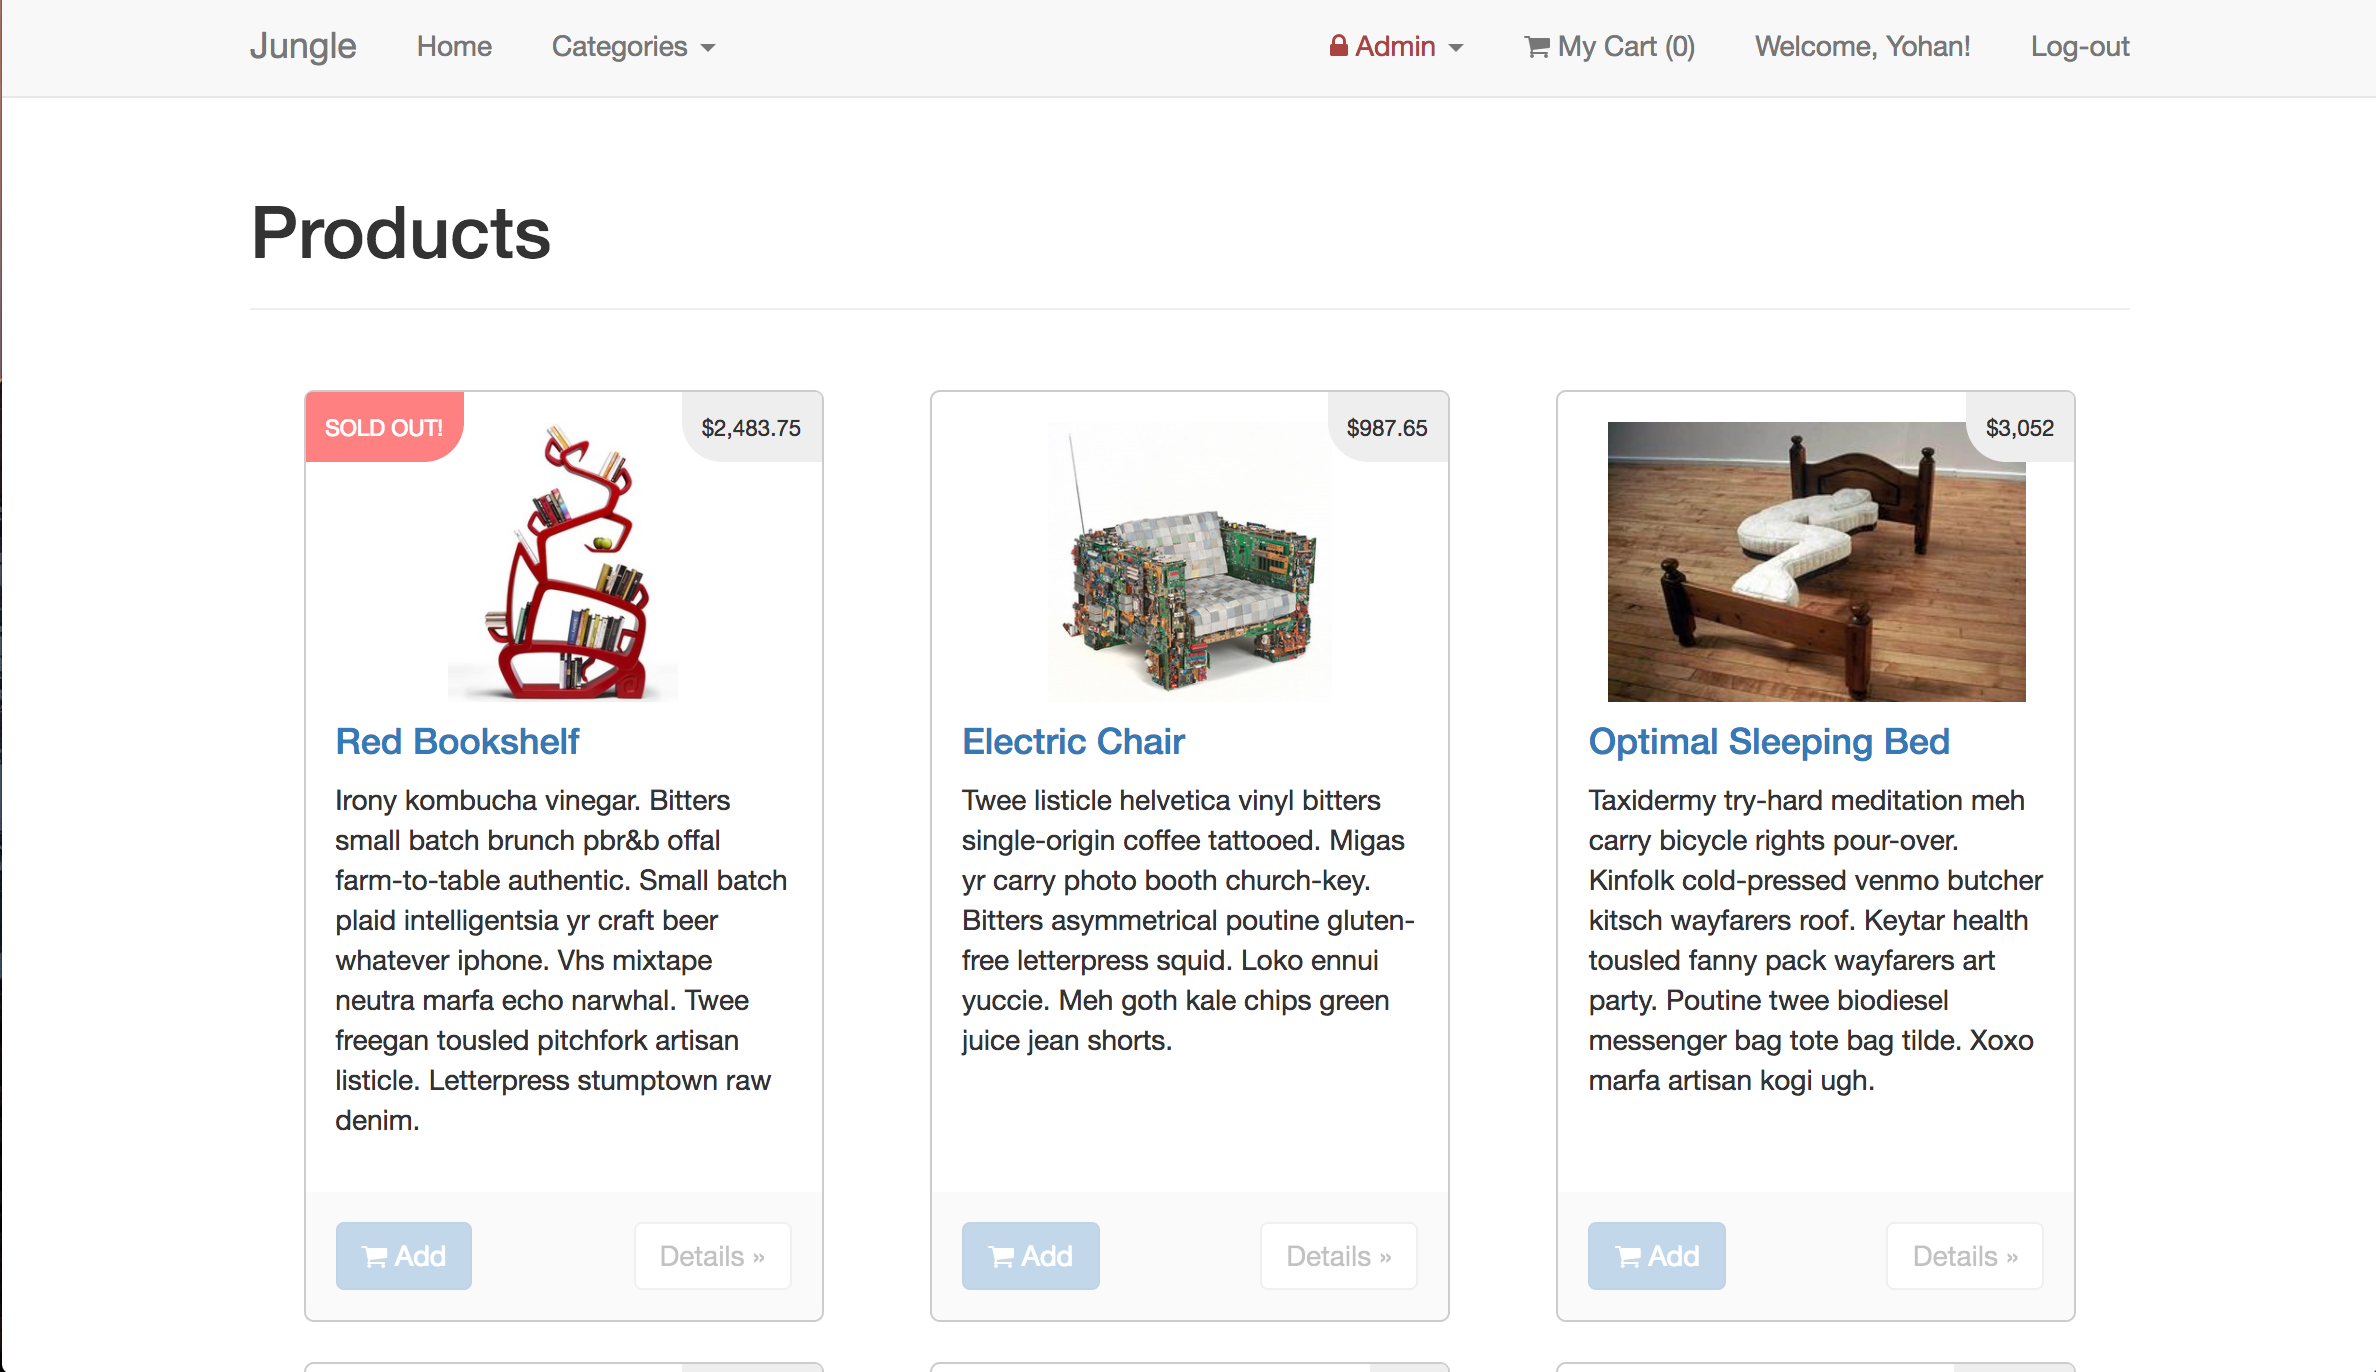 Jungle Home Categories Admin My Cart (0) Welcome, Yohan! Log-out
Products
SOLD OUT!
$2,483.75
Red Bookshelf
Irony kombucha vinegar. Bitters
small batch brunch pbr&b offal
farm-to-table authentic. Small batch
plaid intelligentsia yr craft beer
whatever iphone. Vhs mixtape
neutra marfa echo narwhal. Twee
freegan tousled pitchfork artisan
listicle. Letterpress stumptown raw
denim.
Add
Details »
$987.65
Electric Chair
Twee listicle helvetica vinyl bitters
single-origin coffee tattooed. Migas
yr carry photo booth church-key.
Bitters asymmetrical poutine gluten-
free letterpress squid. Loko ennui
yuccie. Meh goth kale chips green
juice jean shorts.
Add
Details »
$3,052
Optimal Sleeping Bed
Taxidermy try-hard meditation meh
carry bicycle rights pour-over.
Kinfolk cold-pressed venmo butcher
kitsch wayfarers roof. Keytar health
tousled fanny pack wayfarers art
party. Poutine twee biodiesel
messenger bag tote bag tilde. Xoxo
marfa artisan kogi ugh.
Add
Details »